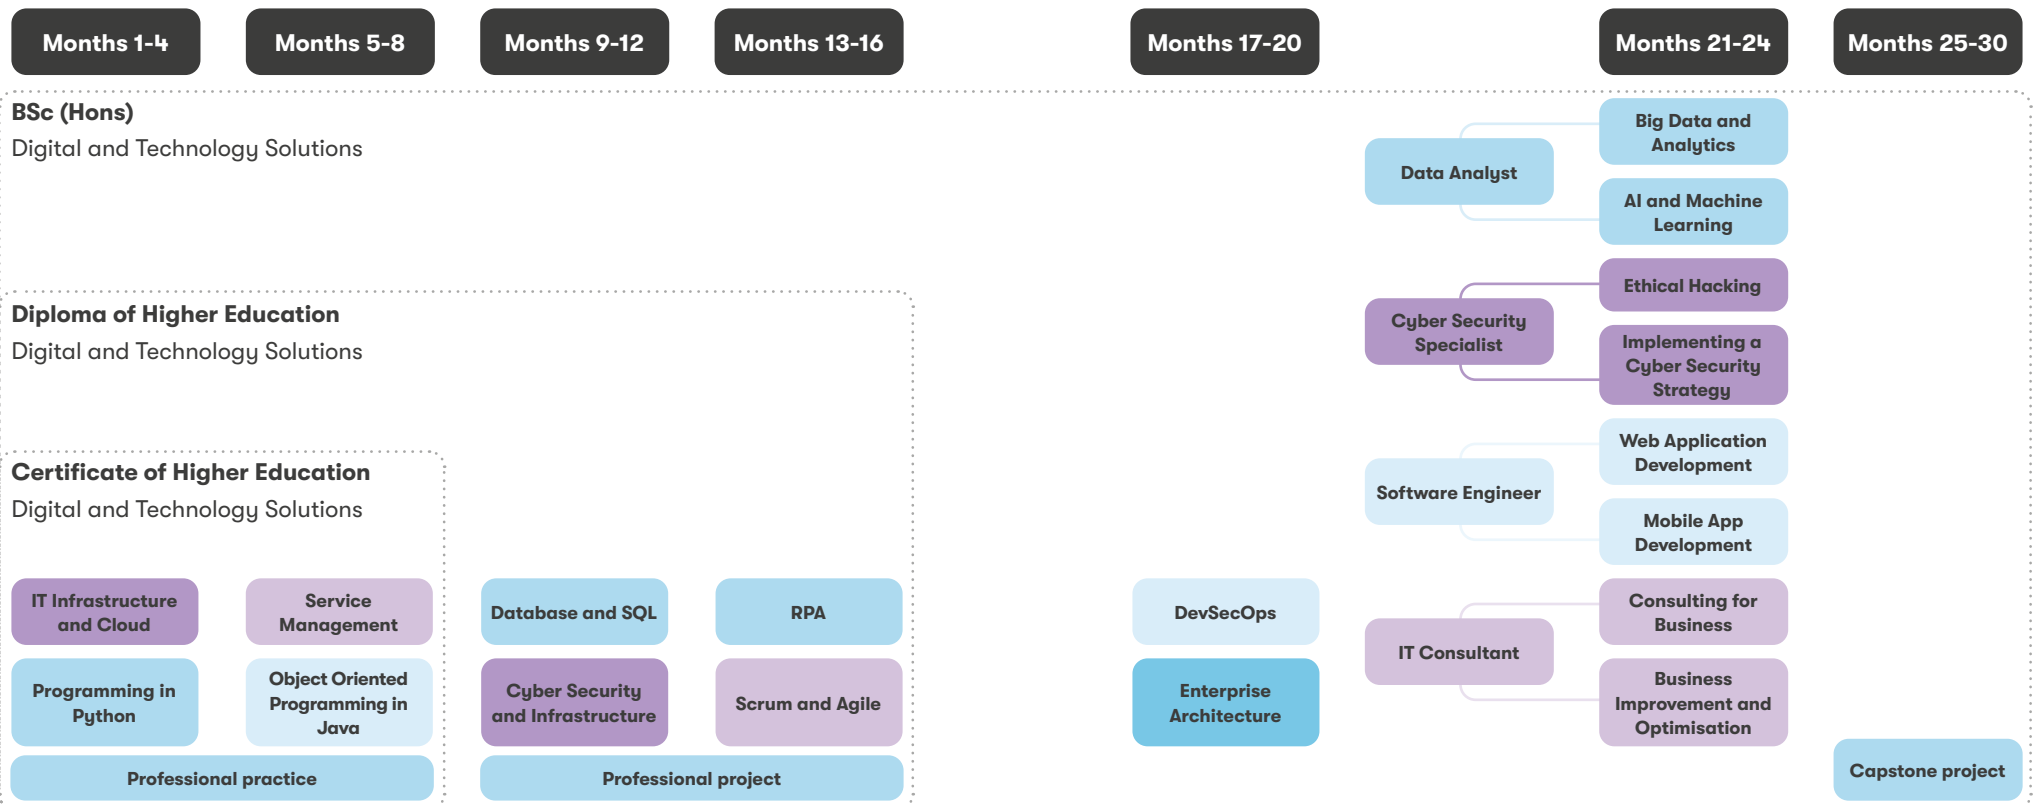 Months 1-4
Months 5-8
Months 9-12
Months 13-16
Months 17-20
Months 21-24
Months 25-30
BSc (Hons)
Digital and Technology Solutions
Data Analyst
Big Data and
Analytics
AI and Machine
Learning
Diploma of Higher Education
Digital and Technology Solutions
Cyber Security
Specialist
Ethical Hacking
Implementing a
Cyber Security
Strategy
Certificate of Higher Education
Digital and Technology Solutions
Software Engineer
Web Application
Development
Mobile App
Development
IT Infrastructure
and Cloud
Service
Management
Database and SQL
RPA
DevSecOps
IT Consultant
Consulting for
Business
Programming in
Python
Object Oriented
Programming in
Java
Cyber Security
and Infrastructure
Scrum and Agile
Enterprise
Architecture
Business
Improvement and
Optimisation
Professional practice
Professional project
Capstone project